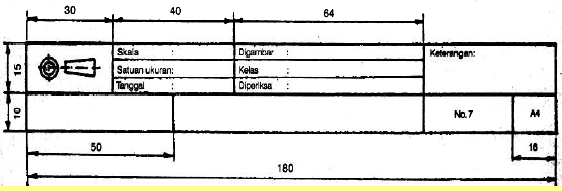 30 40 64
Skala : Digambar : Keterangan:
15
Satuan ukuran: Kelas :
Tanggal Diperiksa :
10 No. 7 A4
50 16
180